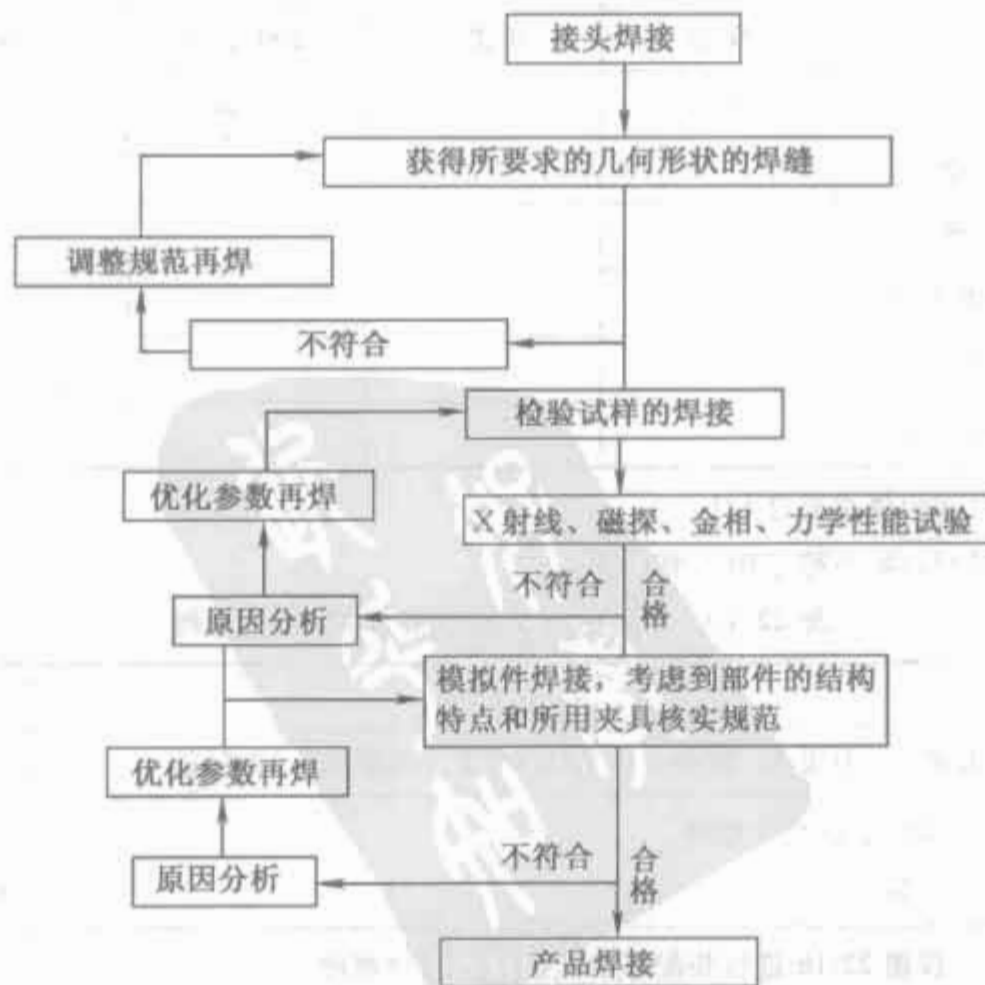 接头焊接
获得所要求的几何形状的焊缝
调整规范再焊
不符合
检验试样的焊接
优化参数再焊
X射线、磁探、金相、力学性能试验
不符合
合格
原因分析
模拟件焊接，考虑到部件的结构
特点和所用夹具核实规范
优化参数再焊
不符合
合格
原因分析
产品焊接